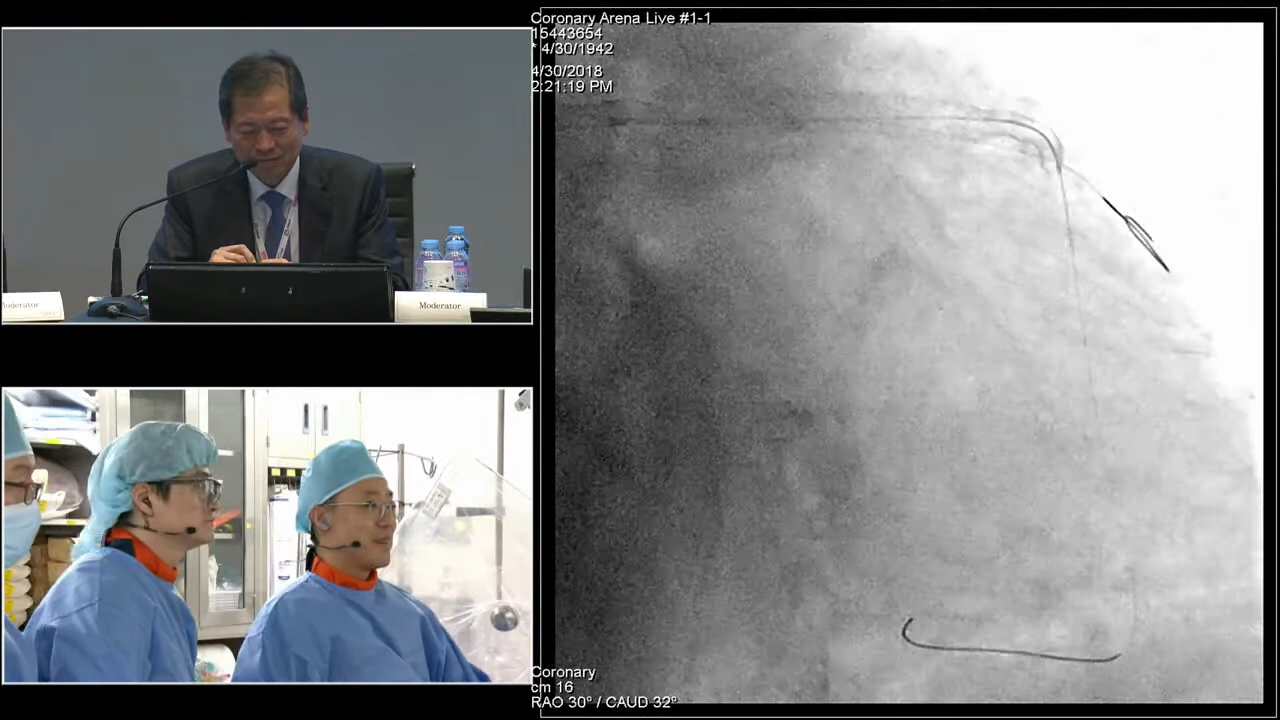 Coronary Arena Live #1-1
15443654
* 4/30/1942
4/30/2018
2:21:19 PM
Moderator
Moderator
Coronary
cm 16
RAO 30° / CAUD 32°